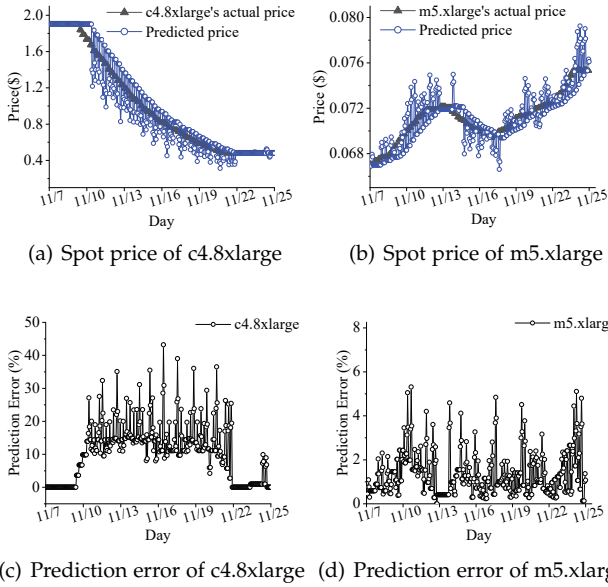 c4.8xlarge's actual price
Predicted price
Price($)
2.0
1.6
1.2
0.8
0.4
11/7
11/10
11/13
11/16
11/19
11/22
11/25
Day
(a) Spot price of c4.8xlarge
m5.xlarge's actual price
Predicted price
Price ($)
0.080
0.076
0.072
0.068
11/7
11/10
11/13
11/16
11/19
11/22
11/25
Day
(b) Spot price of m5.xlarge
c4.8xlarge
Prediction Error (%)
50
40
30
20
10
0
11/7
11/10
11/13
11/16
11/19
11/22
11/25
Day
(c) Prediction error of c4.8xlarge
m5.xlarg
Prediction Error (%)
8
6
4
2
0
11/7
11/10
11/13
11/16
11/19
11/22
11/25
Day
(d) Prediction error of m5.xlarg